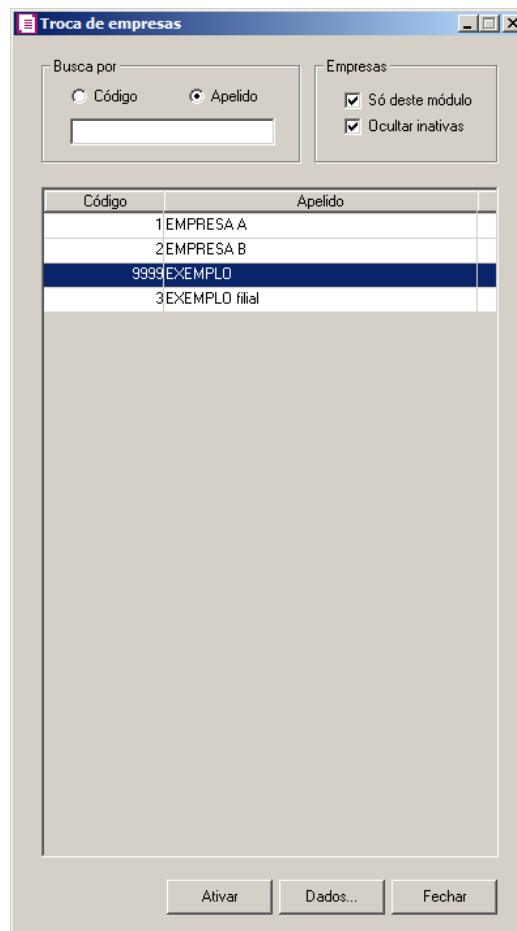 Troca de empresas
Busca por
Código Apelido
Empresas
Só deste módulo
Ocultar inativas
Código Apelido
1 EMPRESA A
2 EMPRESA B
9999 EXEMPLO
3 EXEMPLO filial
Ativar Dados... Fechar